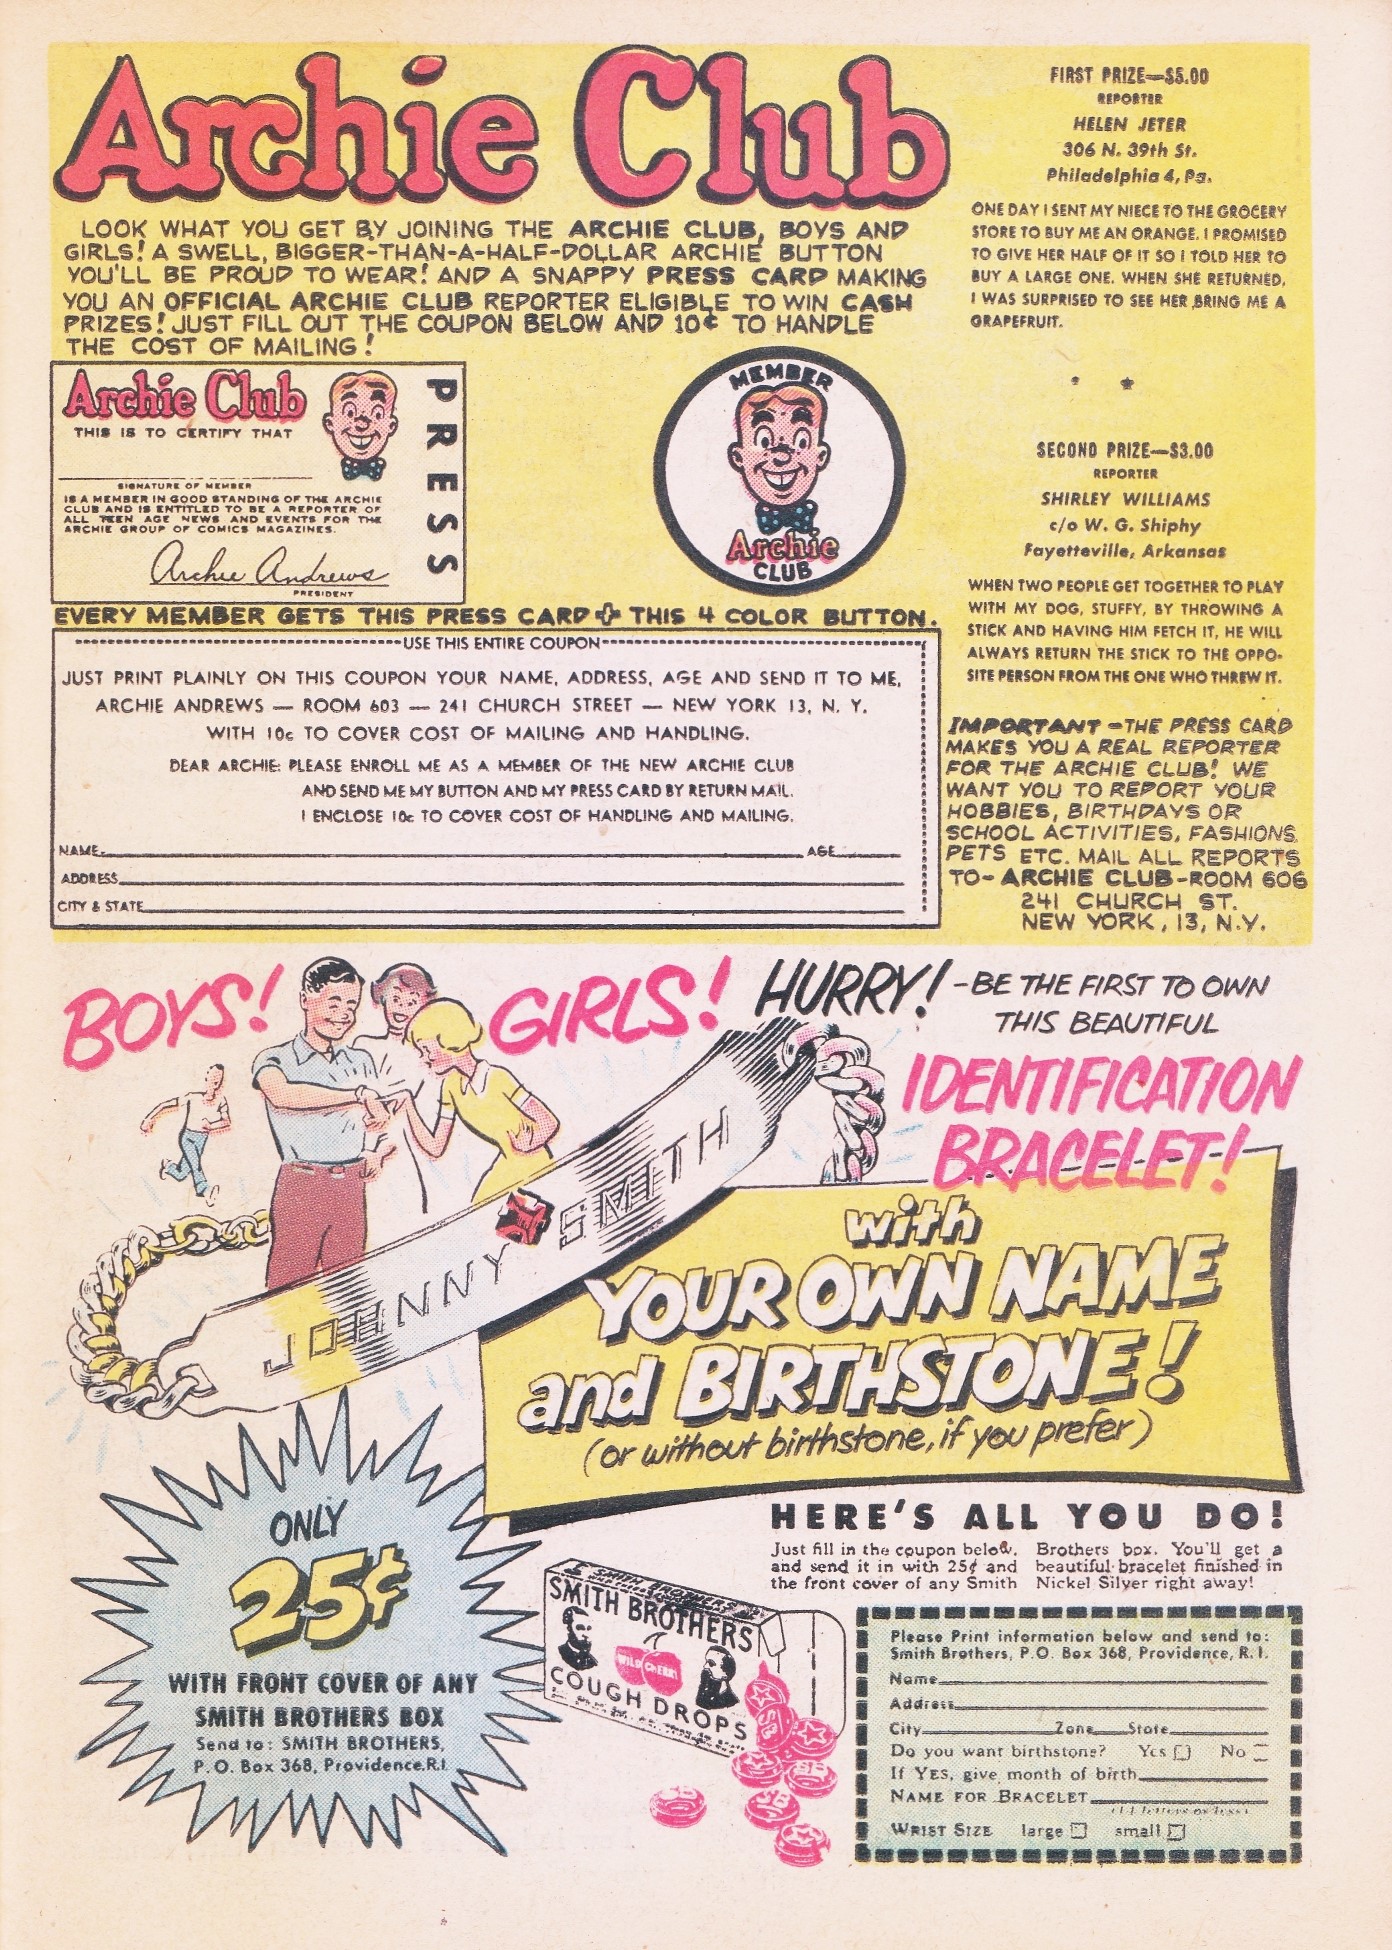 Archie Club
LOOK WHAT YOU GET BY JOINING THE ARCHIE CLUB, BOYS AND
GIRLS! A SWELL, BIGGER-THAN-A-HALF-DOLLAR ARCHIE BUTTON
YOU'LL BE PROUD TO WEAR! AND A SNAPPY PRESS CARD MAKING
YOU AN OFFICIAL ARCHIE CLUB REPORTER ELIGIBLE TO WIN CASH
PRIZES! JUST FILL OUT THE COUPON BELOW AND 10¢ TO HANDLE
THE COST OF MAILING!
Archie Club
THIS IS TO CERTIFY THAT
SIGNATURE OF MEMBER
IS A MEMBER IN GOOD STANDING OF THE ARCHIE
CLUB AND IS ENTITLED TO BE A REPORTER OF
ALL TEEN AGE NEWS AND EVENTS FOR THE
ARCHIE GROUP OF COMICS MAGAZINES.
Archie Andrews
PRESIDENT
PRESS
MEMBER
Archie
CLUB
EVERY MEMBER GETS THIS PRESS CARD + THIS 4 COLOR BUTTON.
USE THIS ENTIRE COUPON
JUST PRINT PLAINLY ON THIS COUPON YOUR NAME, ADDRESS, AGE AND SEND IT TO ME,
ARCHIE ANDREWS — ROOM 603 — 241 CHURCH STREET — NEW YORK 13, N. Y.
WITH 10c TO COVER COST OF MAILING AND HANDLING.
DEAR ARCHIE: PLEASE ENROLL ME AS A MEMBER OF THE NEW ARCHIE CLUB
AND SEND ME MY BUTTON AND MY PRESS CARD BY RETURN MAIL.
I ENCLOSE 10c TO COVER COST OF HANDLING AND MAILING.
NAME AGE
ADDRESS
CITY & STATE
FIRST PRIZE—$5.00
REPORTER
HELEN JETER
306 N. 39th St.
Philadelphia 4, Pa.
ONE DAY I SENT MY NIECE TO THE GROCERY
STORE TO BUY ME AN ORANGE. I PROMISED
TO GIVE HER HALF OF IT SO I TOLD HER TO
BUY A LARGE ONE. WHEN SHE RETURNED,
I WAS SURPRISED TO SEE HER BRING ME A
GRAPEFRUIT.
* *
SECOND PRIZE—$3.00
REPORTER
SHIRLEY WILLIAMS
c/o W. G. Shiphy
Fayetteville, Arkansas
WHEN TWO PEOPLE GET TOGETHER TO PLAY
WITH MY DOG, STUFFY, BY THROWING A
STICK AND HAVING HIM FETCH IT, HE WILL
ALWAYS RETURN THE STICK TO THE OPPO-
SITE PERSON FROM THE ONE WHO THREW IT.
IMPORTANT - THE PRESS CARD
MAKES YOU A REAL REPORTER
FOR THE ARCHIE CLUB! WE
WANT YOU TO REPORT YOUR
HOBBIES, BIRTHDAYS OR
SCHOOL ACTIVITIES, FASHIONS,
PETS ETC. MAIL ALL REPORTS
TO - ARCHIE CLUB - ROOM 606
241 CHURCH ST.
NEW YORK, 13, N.Y.
BOYS! GIRLS! HURRY! - BE THE FIRST TO OWN
THIS BEAUTIFUL
IDENTIFICATION
BRACELET!
JOHNNY SMITH
with
YOUR OWN NAME
and BIRTHSTONE!
(or without birthstone, if you prefer)
ONLY
25¢
WITH FRONT COVER OF ANY
SMITH BROTHERS BOX
Send to: SMITH BROTHERS,
P. O. Box 368, Providence, R.I.
SMITH BROTHERS
SMITH BROTHERS
WILD CHERRY
COUGH DROPS
SB
SB
SB
HERE'S ALL YOU DO!
Just fill in the coupon below,
and send it in with 25¢ and
the front cover of any Smith
Brothers box. You'll get a
beautiful bracelet finished in
Nickel Silver right away!
Please Print information below and send to:
Smith Brothers, P.O. Box 368, Providence, R. I.
Name
Address
City Zone State
Do you want birthstone? Yes No
If YES, give month of birth
NAME FOR BRACELET
(14 letters or less)
WRIST SIZE large small